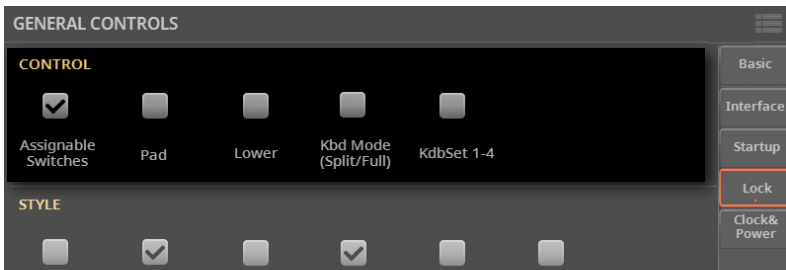 GENERAL CONTROLS
CONTROL
Assignable
Switches
Pad
Lower
Kbd Mode
(Split/Full)
KdbSet 1-4
STYLE
Basic
Interface
Startup
Lock
Clock&
Power